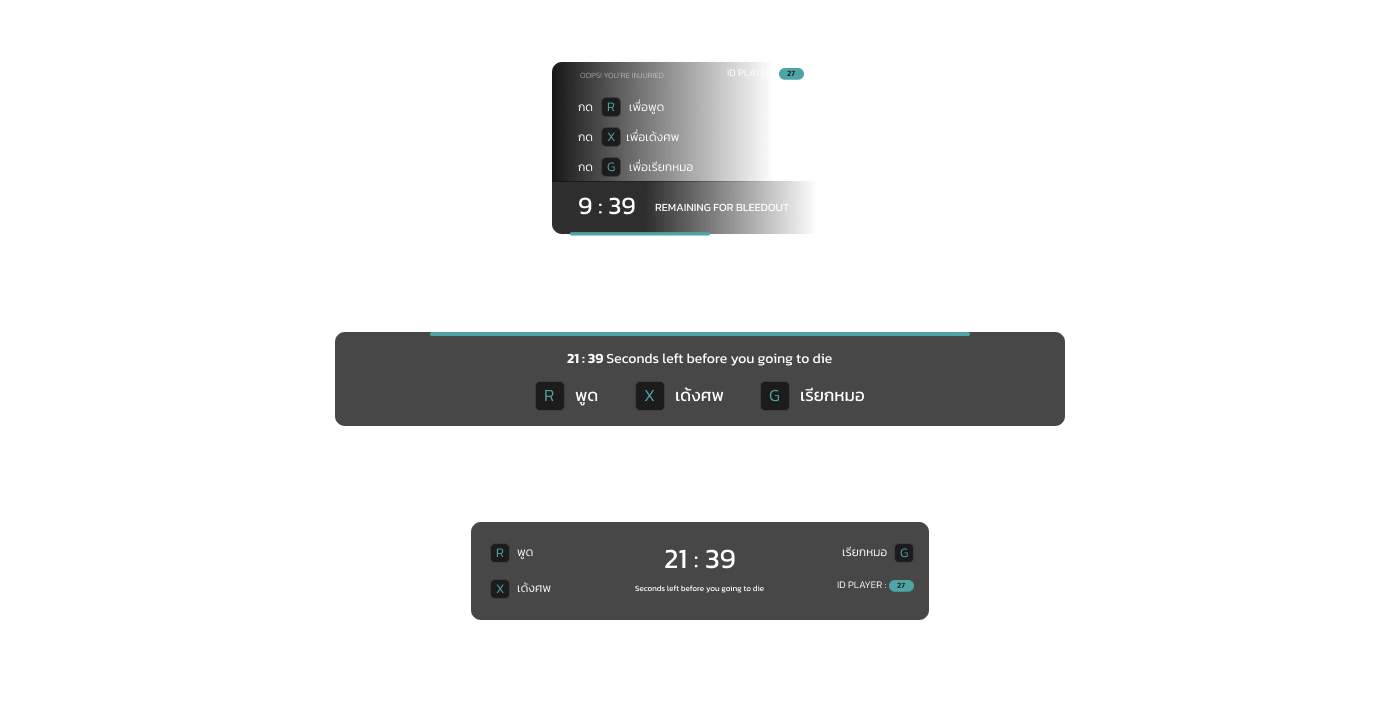 OOPS! YOU'RE INJURIED
ID PLAYER 27
กด R เพื่อพูด
กด X เพื่อเด้งศพ
กด G เพื่อเรียกหมอ
9 : 39 REMAINING FOR BLEEDOUT
21 : 39 Seconds left before you going to die
R พูด X เด้งศพ G เรียกหมอ
R พูด
X เด้งศพ
21 : 39
Seconds left before you going to die
เรียกหมอ G
ID PLAYER : 27